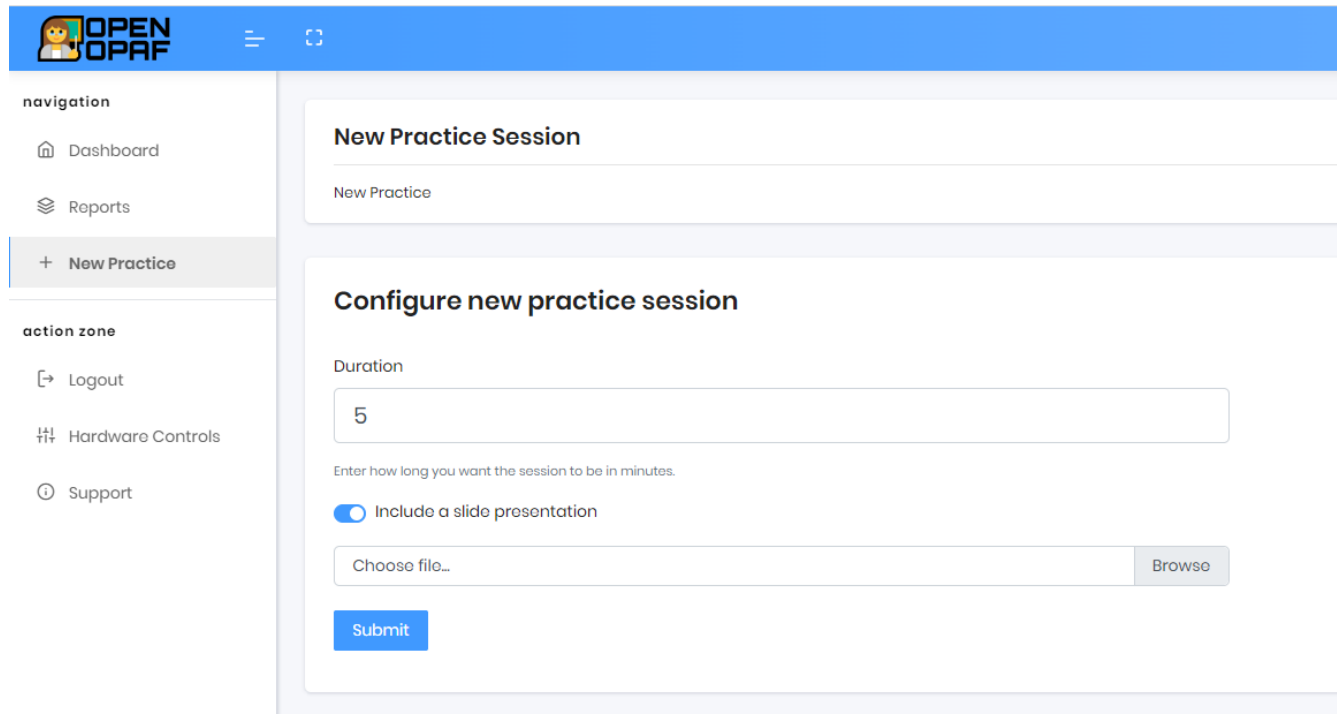 OPEN
OPAF
navigation
Dashboard
Reports
New Practice
action zone
Logout
Hardware Controls
Support
New Practice Session
New Practice
Configure new practice session
Duration
5
Enter how long you want the session to be in minutes.
Include a slide presentation
Choose file...
Browse
Submit